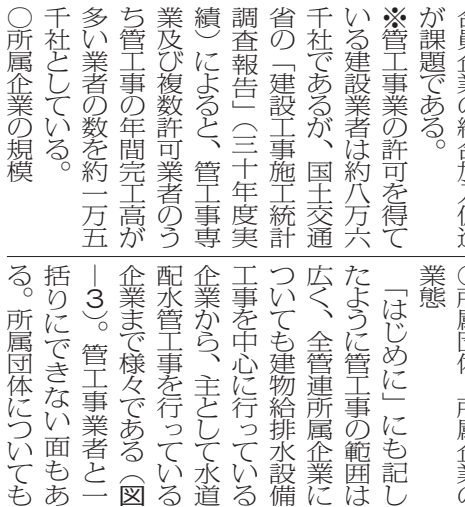 が課題である。
※管工事業の許可を得て
いる建設業者は約八万六
千社であるが、国土交通
省の「建設工事施工統計
調査報告」（三十年度実
績）によると、管工事専
業及び複数許可業者のう
ち管工事の年間完工高が
多い業者の数を約一万五
千社としている。
○所属企業の規模
業態
「はじめに」にも記し
たように管工事の範囲は
広く、全管連所属企業に
ついても建物給排水設備
工事を中心に行っている
企業から、主として水道
配水管工事を行っている
企業まで様々である（図
―3）。管工事業者と一
括りにできない面もあ
る。所属団体についても